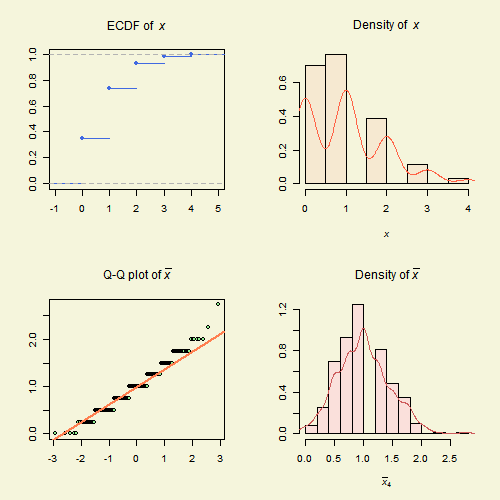 ECDF of x
Density of x
0.0 0.2 0.4 0.6 0.8 1.0
-1 0 1 2 3 4 5
0.0 0.2 0.4 0.6
0 1 2 3 4
x
Q-Q plot of x̅
Density of x̅
0.0 1.0 2.0
-3 -2 -1 0 1 2 3
0.0 0.4 0.8 1.2
0.0 0.5 1.0 1.5 2.0 2.5
x̅₄